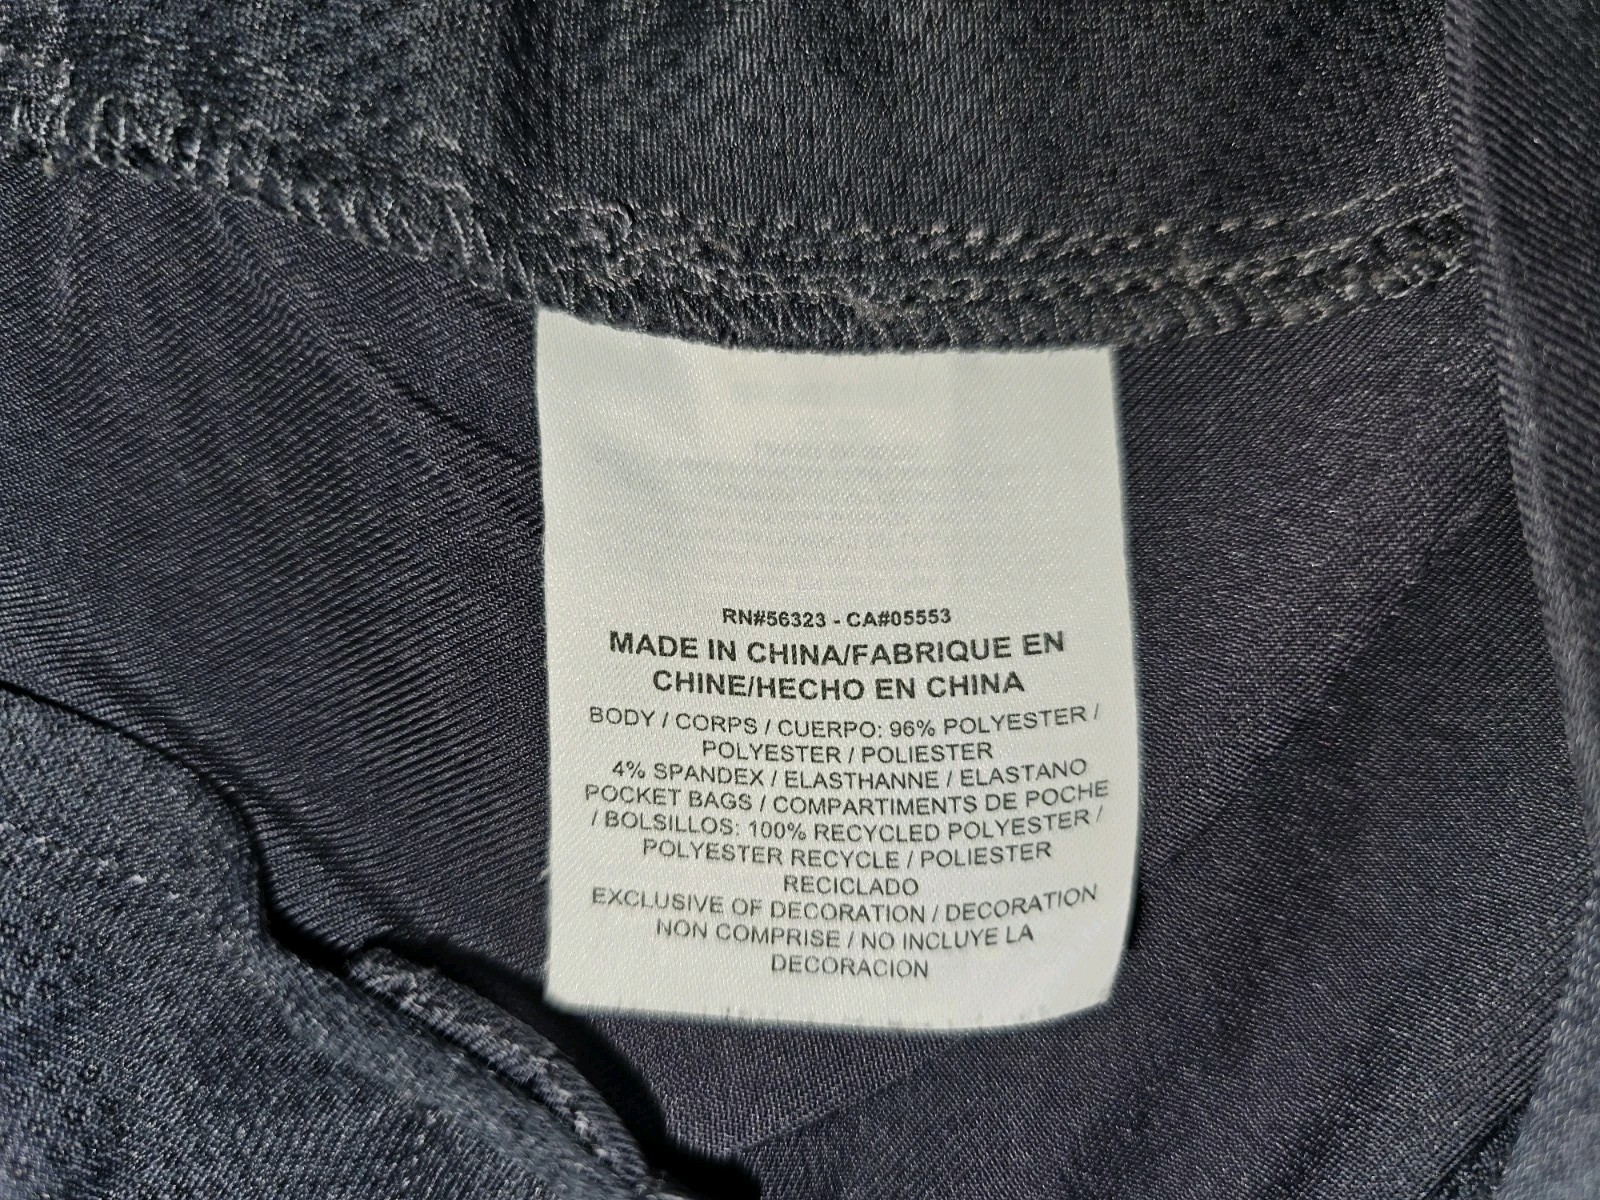 RN#56323 - CA#05553
MADE IN CHINA/FABRIQUE EN
CHINE/HECHO EN CHINA
BODY / CORPS / CUERPO: 96% POLYESTER /
POLYESTER / POLIESTER
4% SPANDEX / ELASTHANNE / ELASTANO
POCKET BAGS / COMPARTIMENTS DE POCHE
/ BOLSILLOS: 100% RECYCLED POLYESTER /
POLYESTER RECYCLE / POLIESTER
RECICLADO
EXCLUSIVE OF DECORATION / DECORATION
NON COMPRISE / NO INCLUYE LA
DECORACION